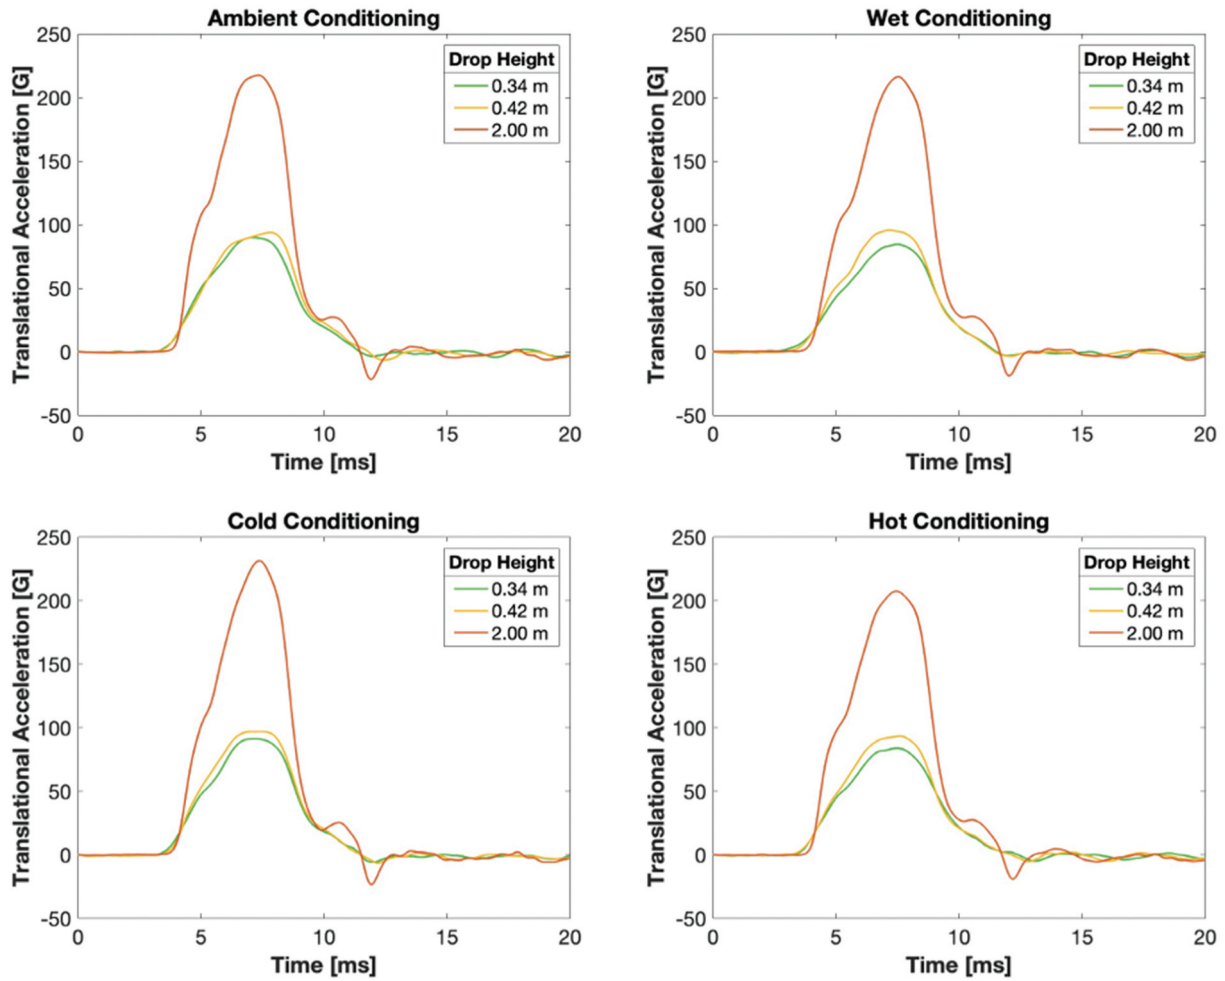 Ambient Conditioning
Translational Acceleration [G]
250
200
150
100
50
0
-50
Drop Height
0.34 m
0.42 m
2.00 m
0 5 10 15 20
Time [ms]
Wet Conditioning
Translational Acceleration [G]
250
200
150
100
50
0
-50
Drop Height
0.34 m
0.42 m
2.00 m
0 5 10 15 20
Time [ms]
Cold Conditioning
Translational Acceleration [G]
250
200
150
100
50
0
-50
Drop Height
0.34 m
0.42 m
2.00 m
0 5 10 15 20
Time [ms]
Hot Conditioning
Translational Acceleration [G]
250
200
150
100
50
0
-50
Drop Height
0.34 m
0.42 m
2.00 m
0 5 10 15 20
Time [ms]